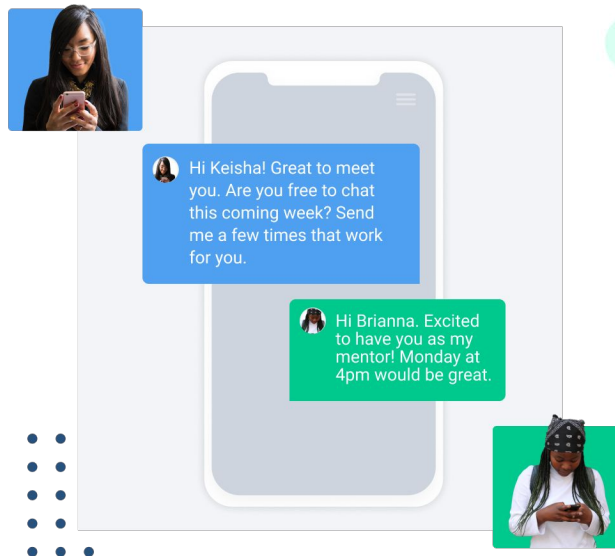 Hi Keisha! Great to meet
you. Are you free to chat
this coming week? Send
me a few times that work
for you.
Hi Brianna. Excited
to have you as my
mentor! Monday at
4pm would be great.